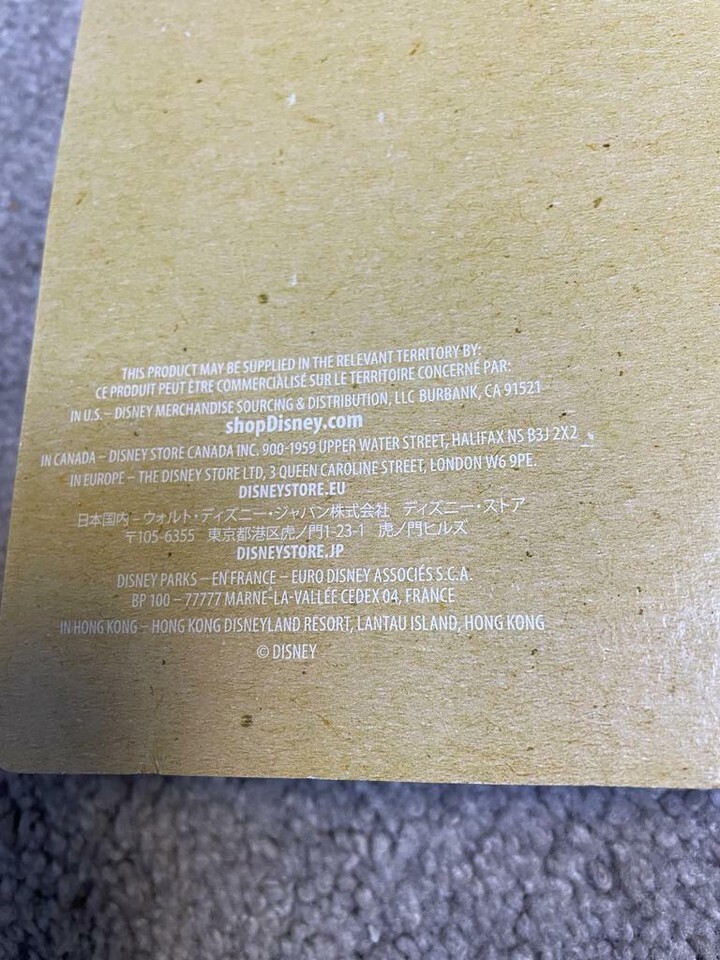 THIS PRODUCT MAY BE SUPPLIED IN THE RELEVANT TERRITORY BY:
CE PRODUIT PEUT ÊTRE COMMERCIALISÉ SUR LE TERRITOIRE CONCERNÉ PAR:
IN U.S. – DISNEY MERCHANDISE SOURCING & DISTRIBUTION, LLC BURBANK, CA 91521
shopDisney.com
IN CANADA – DISNEY STORE CANADA INC. 900-1959 UPPER WATER STREET, HALIFAX NS B3J 2X2
IN EUROPE – THE DISNEY STORE LTD, 3 QUEEN CAROLINE STREET, LONDON W6 9PE.
DISNEYSTORE.EU
日本国内 – ウォルト・ディズニー・ジャパン株式会社 ディズニー・ストア
〒105-6355 東京都港区虎ノ門1-23-1 虎ノ門ヒルズ
DISNEYSTORE.JP
DISNEY PARKS – EN FRANCE – EURO DISNEY ASSOCIÉS S.C.A.
BP 100 – 77777 MARNE-LA-VALLÉE CEDEX 04, FRANCE
IN HONG KONG – HONG KONG DISNEYLAND RESORT, LANTAU ISLAND, HONG KONG
© DISNEY